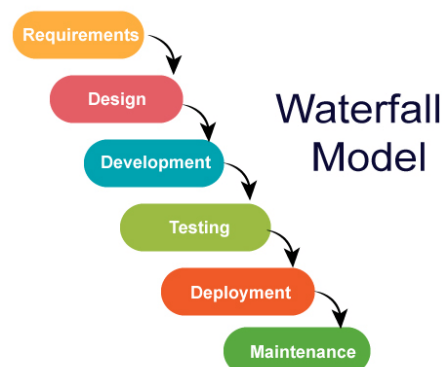 Requirements
Design
Waterfall
Model
Development
Testing
Deployment
Maintenance